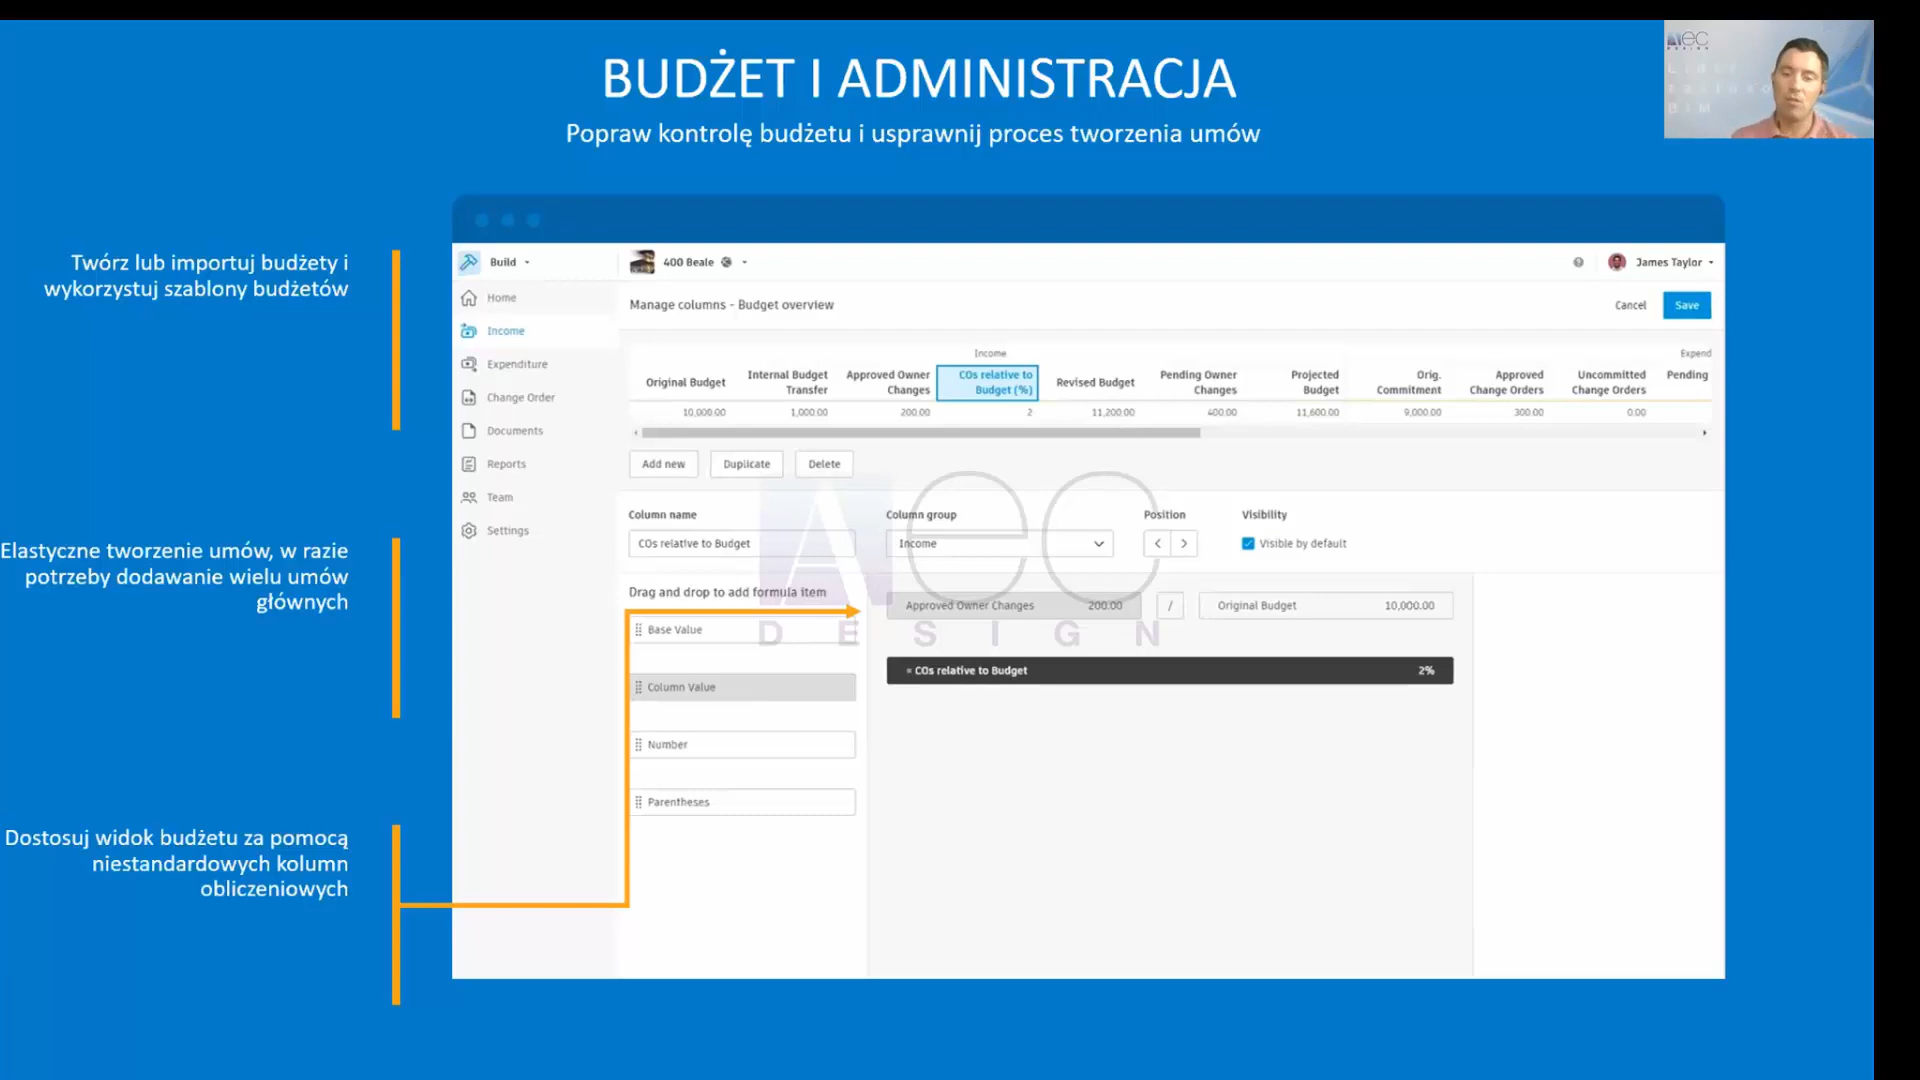 BUDŻET I ADMINISTRACJA
Popraw kontrolę budżetu i usprawnij proces tworzenia umów
AEC
DESIGN
BIM
Twórz lub importuj budżety i
wykorzystuj szablony budżetów
Elastyczne tworzenie umów, w razie
potrzeby dodawanie wielu umów
głównych
Dostosuj widok budżetu za pomocą
niestandardowych kolumn
obliczeniowych
Build
400 Beale
James Taylor
Home
Income
Expenditure
Change Order
Documents
Reports
Team
Settings
Manage columns - Budget overview
Cancel
Save
Income
Expend
Original Budget
Internal Budget
Transfer
Approved Owner
Changes
COs relative to
Budget (%)
Revised Budget
Pending Owner
Changes
Projected
Budget
Orig.
Commitment
Approved
Change Orders
Uncommitted
Change Orders
Pending
10,000.00 1,000.00 200.00 2 11,200.00 400.00 11,600.00 9,000.00 300.00 0.00
Add new
Duplicate
Delete
Column name
Column group
Position
Visibility
COs relative to Budget
Income
< >
Visible by default
Drag and drop to add formula item
Base Value
Column Value
Number
Parentheses
Approved Owner Changes 200.00
/
Original Budget 10,000.00
= COs relative to Budget 2%
AEC
DESIGN